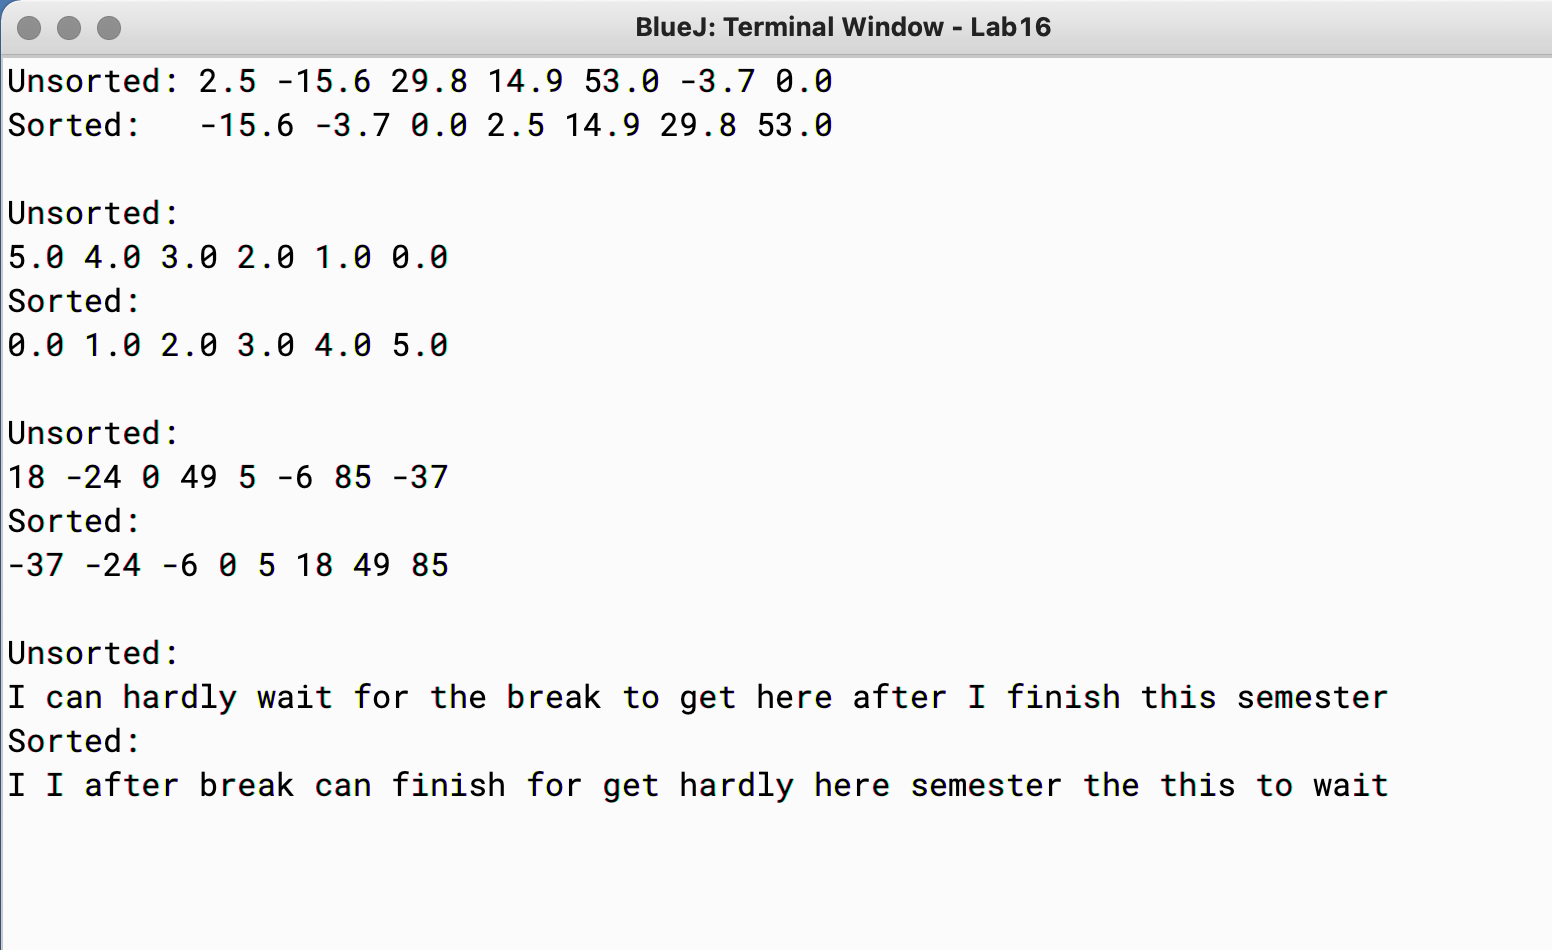 BlueJ: Terminal Window - Lab16
Unsorted: 2.5 -15.6 29.8 14.9 53.0 -3.7 0.0
Sorted:   -15.6 -3.7 0.0 2.5 14.9 29.8 53.0
Unsorted:
5.0 4.0 3.0 2.0 1.0 0.0
Sorted:
0.0 1.0 2.0 3.0 4.0 5.0
Unsorted:
18 -24 0 49 5 -6 85 -37
Sorted:
-37 -24 -6 0 5 18 49 85
Unsorted:
I can hardly wait for the break to get here after I finish this semester
Sorted:
I I after break can finish for get hardly here semester the this to wait